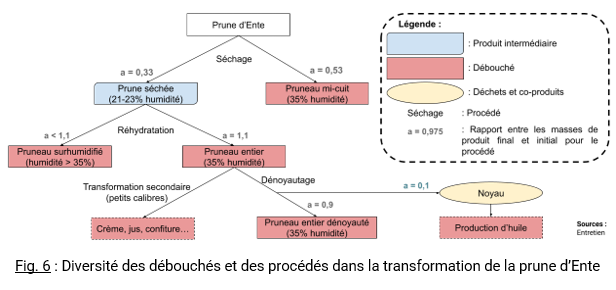 Prune d'Ente
Séchage
a = 0,33
a = 0,53
Prune séchée
(21-23% humidité)
Pruneau mi-cuit
(35% humidité)
Réhydratation
a < 1,1
a = 1,1
Pruneau surhumidifié
(humidité > 35%)
Pruneau entier
(35% humidité)
Transformation secondaire
(petits calibres)
Dénoyautage
a = 0,1
Noyau
a = 0,9
Crème, jus, confiture...
Pruneau entier dénoyauté
(35% humidité)
Production d'huile
Légende :
: Produit intermédiaire
: Débouché
: Déchets et co-produits
Séchage : Procédé
a = 0,975 : Rapport entre les masses de
produit final et initial pour le
procédé
Sources :
Entretien
Fig. 6 : Diversité des débouchés et des procédés dans la transformation de la prune d'Ente